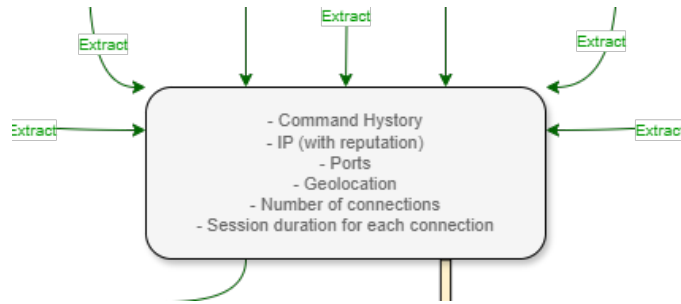 Extract
Extract
Extract
Extract
Extract
- Command Hystory
- IP (with reputation)
- Ports
- Geolocation
- Number of connections
- Session duration for each connection